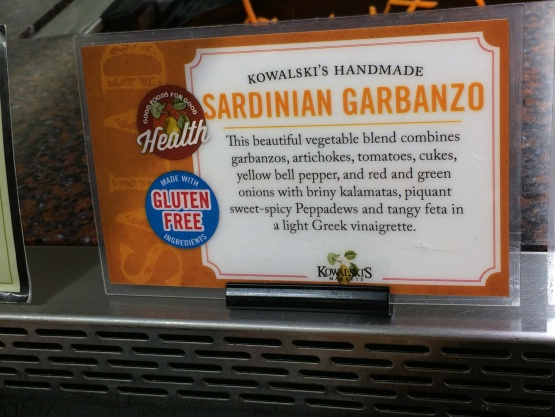 SALAD
KOWALSKI'S HANDMADE
SARDINIAN GARBANZO
This beautiful vegetable blend combines
garbanzos, artichokes, tomatoes, cukes,
yellow bell pepper, and red and green
onions with briny kalamatas, piquant
sweet-spicy Peppadews and tangy feta in
a light Greek vinaigrette.
GOOD FOODS FOR GOOD
Health
MADE WITH
GLUTEN
FREE
INGREDIENTS
KOWALSKI'S
MARKETS